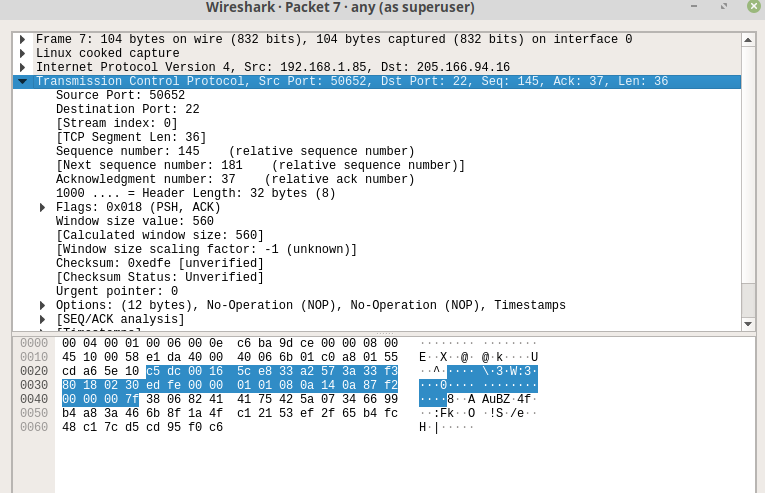 Wireshark · Packet 7 · any (as superuser)
Frame 7: 104 bytes on wire (832 bits), 104 bytes captured (832 bits) on interface 0
Linux cooked capture
Internet Protocol Version 4, Src: 192.168.1.85, Dst: 205.166.94.16
Transmission Control Protocol, Src Port: 50652, Dst Port: 22, Seq: 145, Ack: 37, Len: 36
Source Port: 50652
Destination Port: 22
[Stream index: 0]
[TCP Segment Len: 36]
Sequence number: 145    (relative sequence number)
[Next sequence number: 181    (relative sequence number)]
Acknowledgment number: 37    (relative ack number)
1000 .... = Header Length: 32 bytes (8)
Flags: 0x018 (PSH, ACK)
Window size value: 560
[Calculated window size: 560]
[Window size scaling factor: -1 (unknown)]
Checksum: 0xedfe [unverified]
[Checksum Status: Unverified]
Urgent pointer: 0
Options: (12 bytes), No-Operation (NOP), No-Operation (NOP), Timestamps
[SEQ/ACK analysis]
[Timestamps]
0000  00 04 00 01 00 06 00 0e  c6 ba 9d ce 00 00 08 00   ········ ········
0010  45 10 00 58 e1 da 40 00  40 06 6b 01 c0 a8 01 55   E··X··@· @·k····U
0020  cd a6 5e 10 c5 dc 00 16  5c e8 33 a2 57 3a 33 f3   ··^····· \·3·W:3·
0030  80 18 02 30 ed fe 00 00  01 01 08 0a 14 0a 87 f2   ···0···· ········
0040  00 00 00 7f 38 06 82 41  41 75 42 5a 07 34 66 99   ····8··A AuBZ·4f·
0050  b4 a8 3a 46 6b 8f 1a 4f  c1 21 53 ef 2f 65 b4 fc   ··:Fk··O ·!S·/e··
0060  48 c1 7c d5 cd 95 f0 c6                            H·|·····